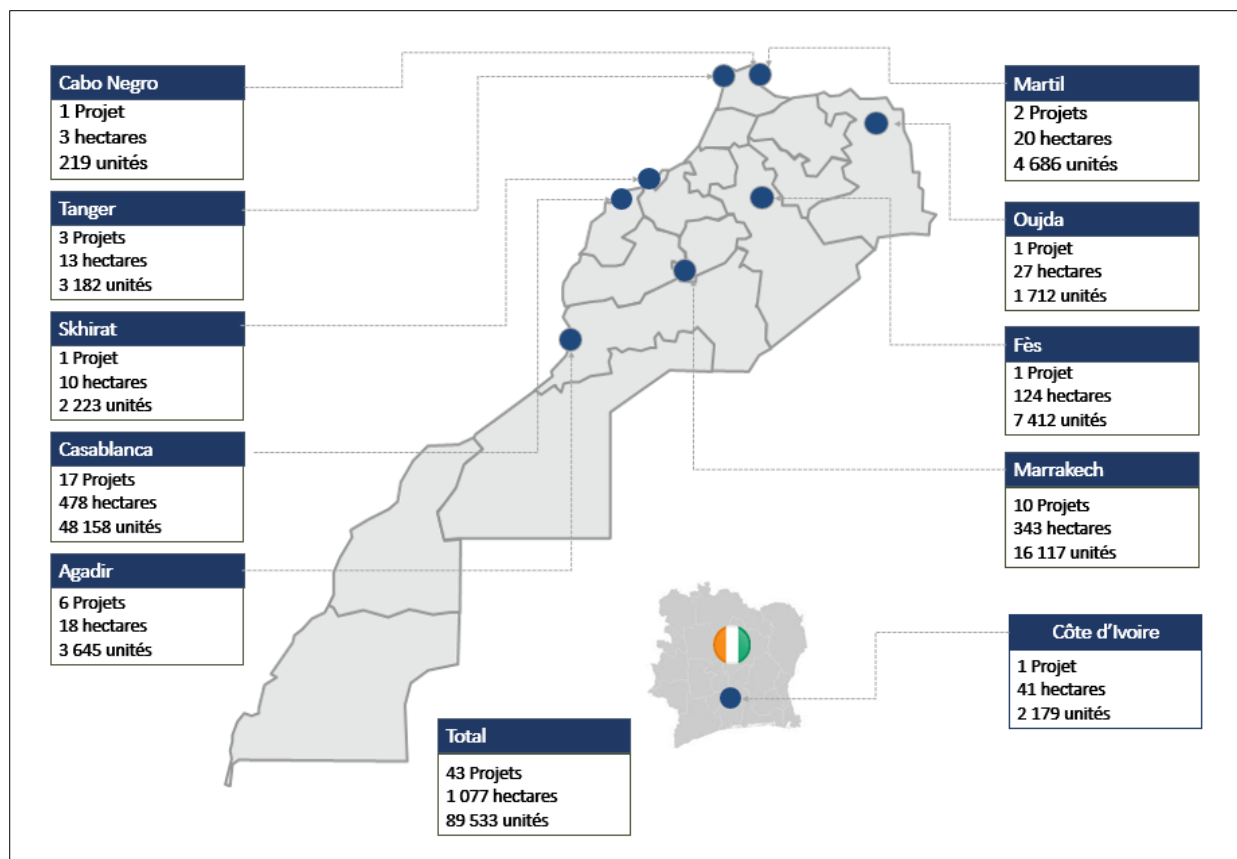 Cabo Negro
1 Projet
3 hectares
219 unités
Tanger
3 Projets
13 hectares
3 182 unités
Skhirat
1 Projet
10 hectares
2 223 unités
Casablanca
17 Projets
478 hectares
48 158 unités
Agadir
6 Projets
18 hectares
3 645 unités
Martil
2 Projets
20 hectares
4 686 unités
Oujda
1 Projet
27 hectares
1 712 unités
Fès
1 Projet
124 hectares
7 412 unités
Marrakech
10 Projets
343 hectares
16 117 unités
Côte d’Ivoire
1 Projet
41 hectares
2 179 unités
Total
43 Projets
1 077 hectares
89 533 unités